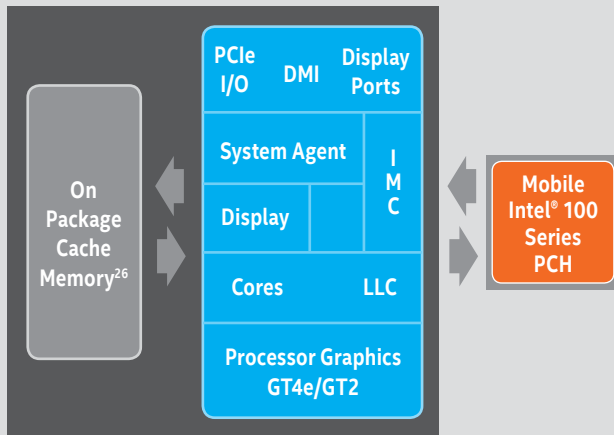 On
Package
Cache
Memory26
PCIe
I/O
DMI
Display
Ports
System Agent
I
M
C
Display
Cores
LLC
Processor Graphics
GT4e/GT2
Mobile
Intel® 100
Series
PCH